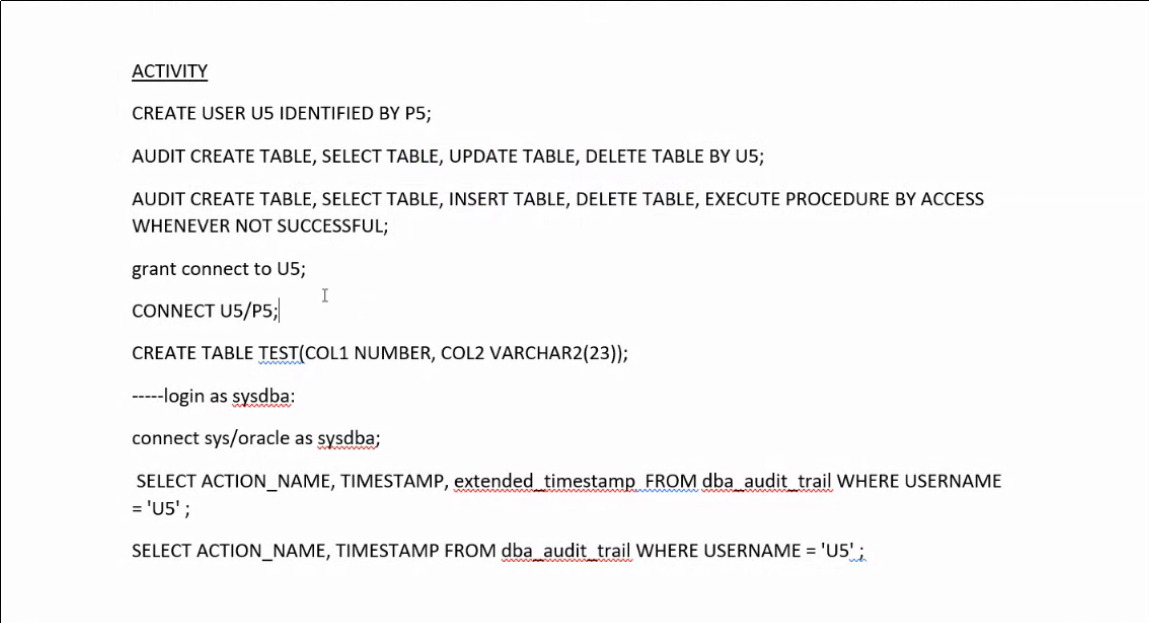 ACTIVITY
CREATE USER U5 IDENTIFIED BY P5;
AUDIT CREATE TABLE, SELECT TABLE, UPDATE TABLE, DELETE TABLE BY U5;
AUDIT CREATE TABLE, SELECT TABLE, INSERT TABLE, DELETE TABLE, EXECUTE PROCEDURE BY ACCESS
WHENEVER NOT SUCCESSFUL;
grant connect to U5;
CONNECT U5/P5;
CREATE TABLE TEST(COL1 NUMBER, COL2 VARCHAR2(23));
-----login as sysdba:
connect sys/oracle as sysdba;
SELECT ACTION_NAME, TIMESTAMP, extended_timestamp FROM dba_audit_trail WHERE USERNAME
= 'U5' ;
SELECT ACTION_NAME, TIMESTAMP FROM dba_audit_trail WHERE USERNAME = 'U5' ;